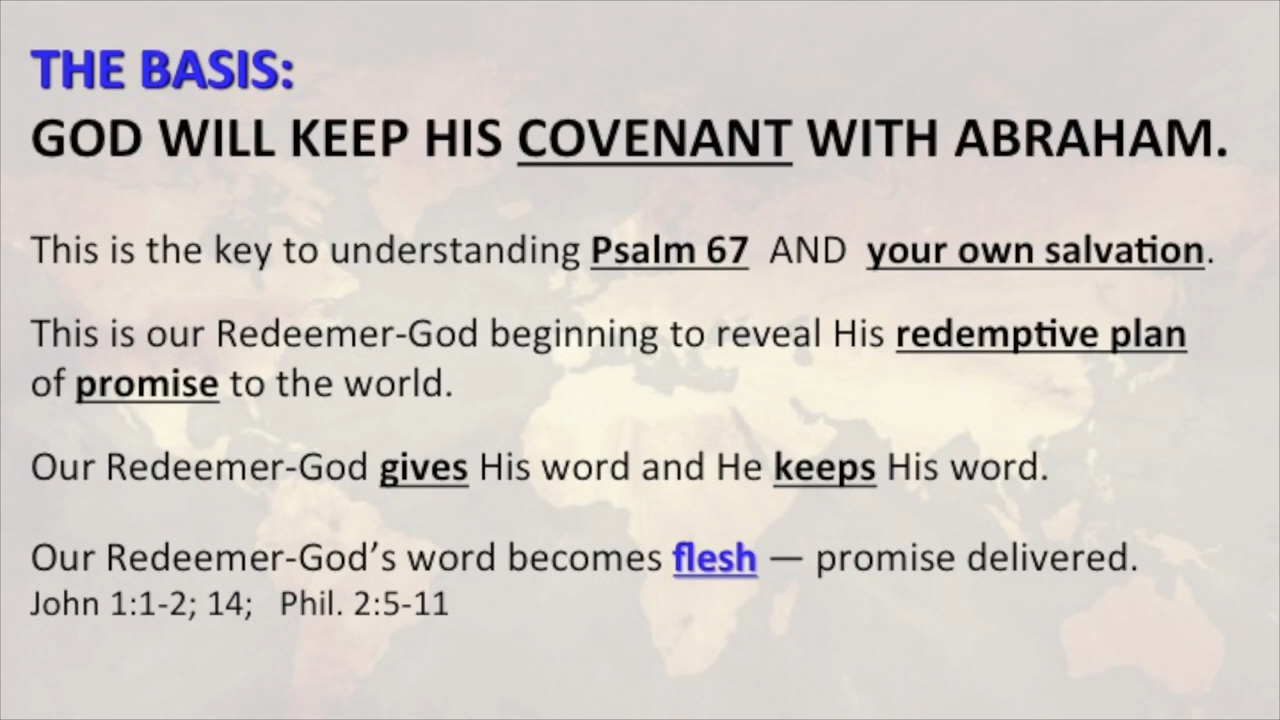 THE BASIS:
GOD WILL KEEP HIS COVENANT WITH ABRAHAM.
This is the key to understanding Psalm 67 AND your own salvation.
This is our Redeemer-God beginning to reveal His redemptive plan
of promise to the world.
Our Redeemer-God gives His word and He keeps His word.
Our Redeemer-God’s word becomes flesh — promise delivered.
John 1:1-2; 14; Phil. 2:5-11